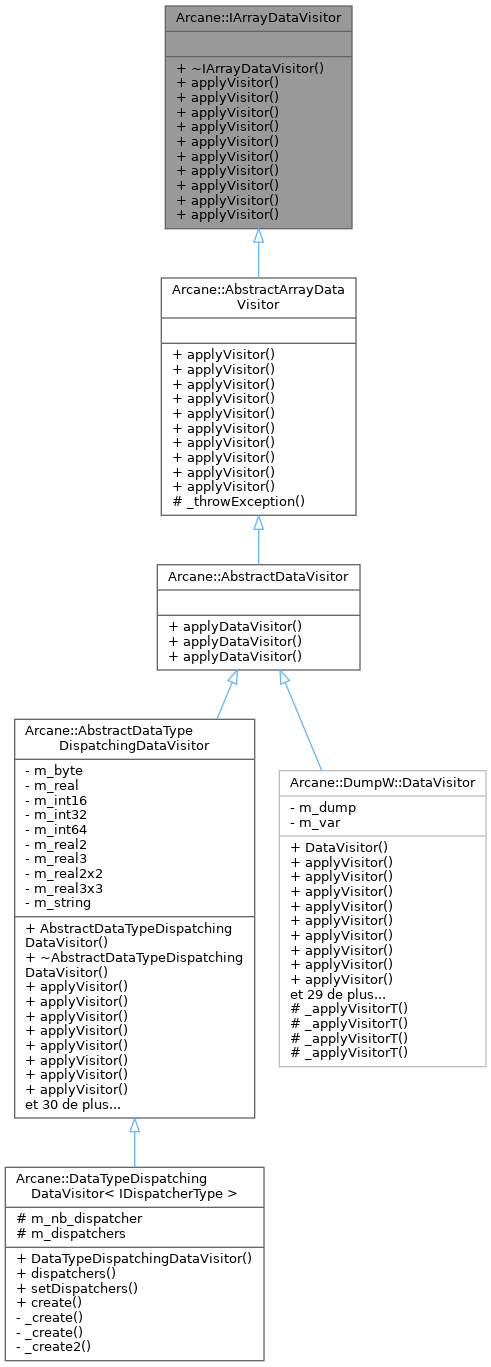 Arcane::IArrayDataVisitor
+ ~IArrayDataVisitor()
+ applyVisitor()
+ applyVisitor()
+ applyVisitor()
+ applyVisitor()
+ applyVisitor()
+ applyVisitor()
+ applyVisitor()
+ applyVisitor()
+ applyVisitor()
+ applyVisitor()
Arcane::AbstractArrayData
Visitor
+ applyVisitor()
+ applyVisitor()
+ applyVisitor()
+ applyVisitor()
+ applyVisitor()
+ applyVisitor()
+ applyVisitor()
+ applyVisitor()
+ applyVisitor()
+ applyVisitor()
# _throwException()
Arcane::AbstractDataVisitor
+ applyDataVisitor()
+ applyDataVisitor()
+ applyDataVisitor()
Arcane::AbstractDataType
DispatchingDataVisitor
- m_byte
- m_real
- m_int16
- m_int32
- m_int64
- m_real2
- m_real3
- m_real2x2
- m_real3x3
- m_string
+ AbstractDataTypeDispatching
DataVisitor()
+ ~AbstractDataTypeDispatching
DataVisitor()
+ applyVisitor()
+ applyVisitor()
+ applyVisitor()
+ applyVisitor()
+ applyVisitor()
+ applyVisitor()
+ applyVisitor()
+ applyVisitor()
et 30 de plus...
Arcane::DumpW::DataVisitor
- m_dump
- m_var
+ DataVisitor()
+ applyVisitor()
+ applyVisitor()
+ applyVisitor()
+ applyVisitor()
+ applyVisitor()
+ applyVisitor()
+ applyVisitor()
+ applyVisitor()
+ applyVisitor()
et 29 de plus...
# _applyVisitorT()
# _applyVisitorT()
# _applyVisitorT()
# _applyVisitorT()
Arcane::DataTypeDispatching
DataVisitor< IDispatcherType >
# m_nb_dispatcher
# m_dispatchers
+ DataTypeDispatchingDataVisitor()
+ dispatchers()
+ setDispatchers()
+ create()
- _create()
- _create()
- _create2()